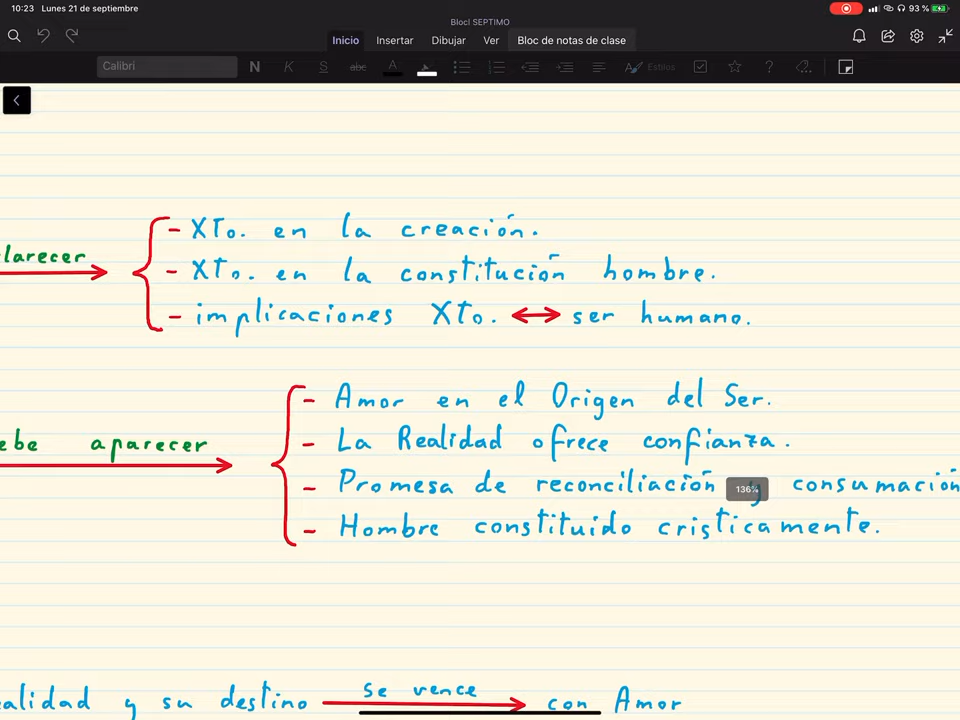 10:23 Lunes 21 de septiembre 93 %
Blocl SEPTIMO
Inicio Insertar Dibujar Ver Bloc de notas de clase
Calibri N K S abc A Estilos
- XTo. en la creación.
larecer
- XTo. en la constitución hombre.
- implicaciones XTo. ↔ ser humano.
- Amor en el Origen del Ser.
ebe aparecer
- La Realidad ofrece confianza.
- Promesa de reconciliación y consumación
136%
- Hombre constituido cristicamente.
se vence
alidad y su destino con Amor